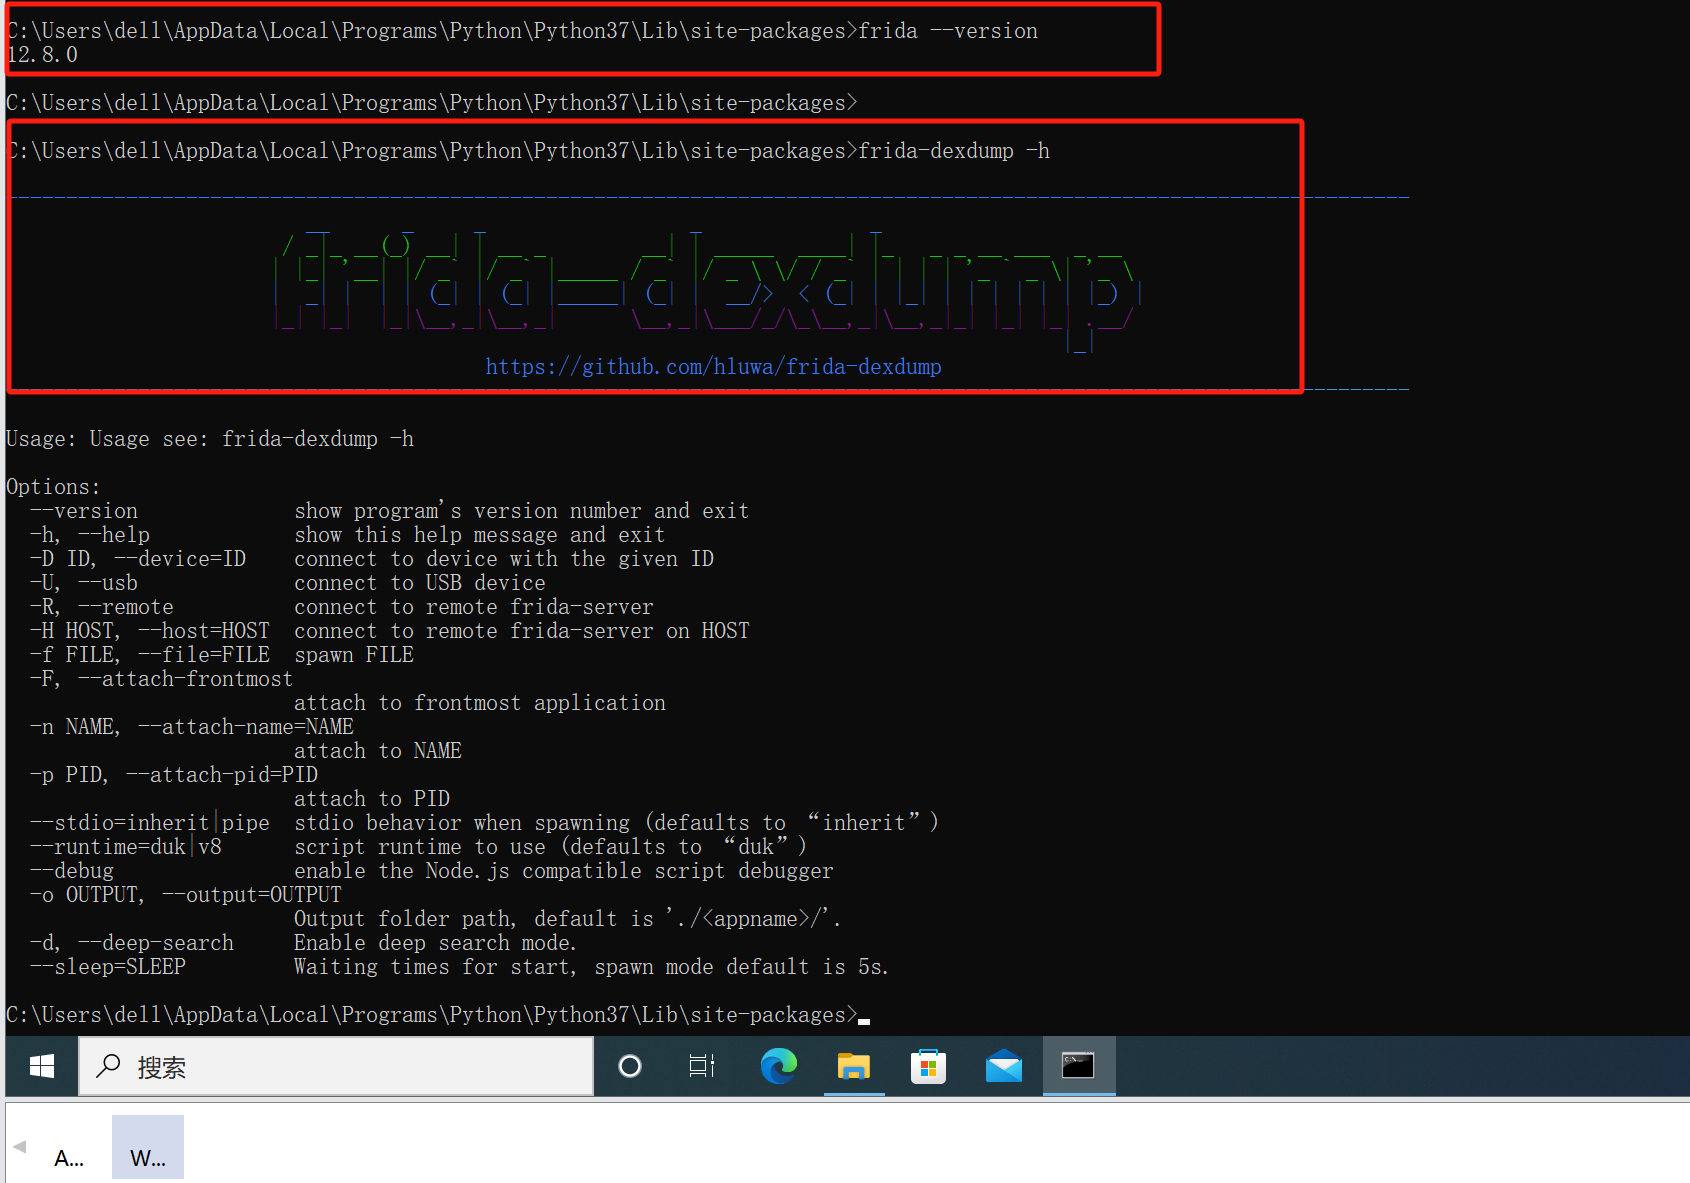 C:\Users\dell\AppData\Local\Programs\Python\Python37\Lib\site-packages>frida --version
12.8.0
C:\Users\dell\AppData\Local\Programs\Python\Python37\Lib\site-packages>
C:\Users\dell\AppData\Local\Programs\Python\Python37\Lib\site-packages>frida-dexdump -h
frida-dexdump
https://github.com/hluwa/frida-dexdump
Usage: Usage see: frida-dexdump -h
Options:
--version show program's version number and exit
-h, --help show this help message and exit
-D ID, --device=ID connect to device with the given ID
-U, --usb connect to USB device
-R, --remote connect to remote frida-server
-H HOST, --host=HOST connect to remote frida-server on HOST
-f FILE, --file=FILE spawn FILE
-F, --attach-frontmost
attach to frontmost application
-n NAME, --attach-name=NAME
attach to NAME
-p PID, --attach-pid=PID
attach to PID
--stdio=inherit|pipe stdio behavior when spawning (defaults to “inherit”)
--runtime=duk|v8 script runtime to use (defaults to “duk”)
--debug enable the Node.js compatible script debugger
-o OUTPUT, --output=OUTPUT
Output folder path, default is './<appname>/'.
-d, --deep-search Enable deep search mode.
--sleep=SLEEP Waiting times for start, spawn mode default is 5s.
C:\Users\dell\AppData\Local\Programs\Python\Python37\Lib\site-packages>
搜索
A... W...